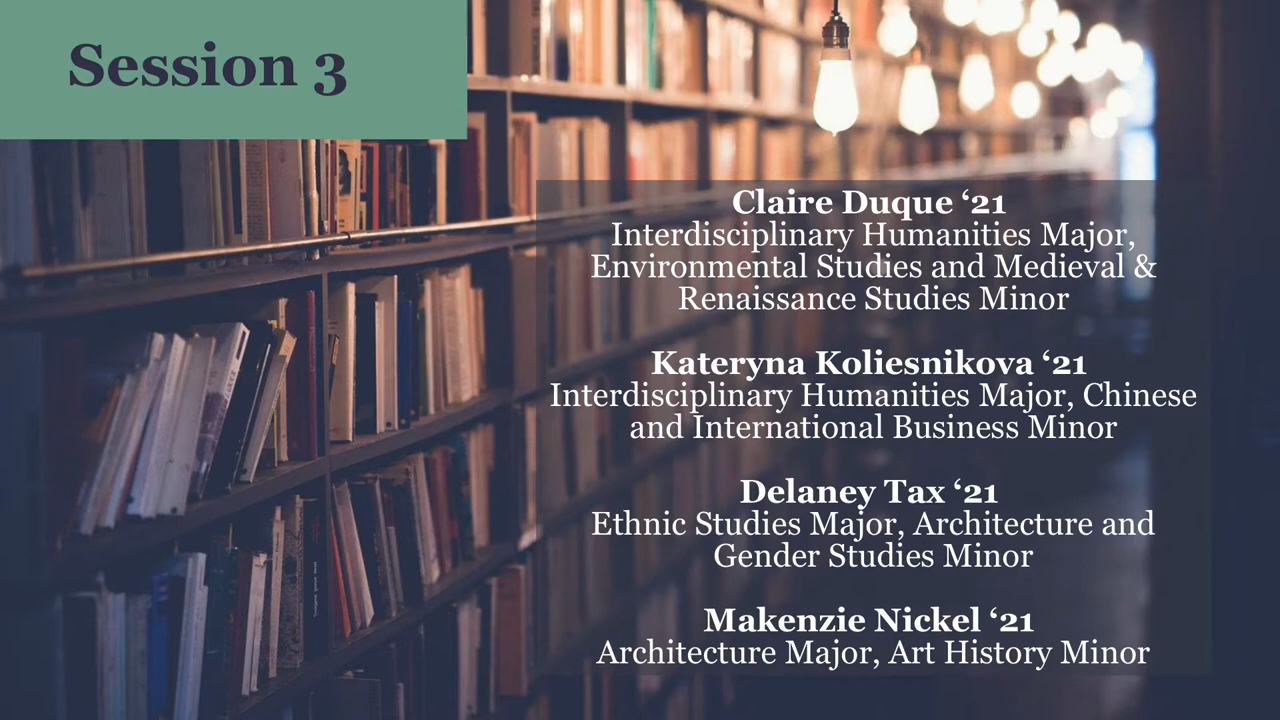 Session 3
Claire Duque ‘21
Interdisciplinary Humanities Major,
Environmental Studies and Medieval &
Renaissance Studies Minor
Kateryna Koliesnikova ‘21
Interdisciplinary Humanities Major, Chinese
and International Business Minor
Delaney Tax ‘21
Ethnic Studies Major, Architecture and
Gender Studies Minor
Makenzie Nickel ‘21
Architecture Major, Art History Minor